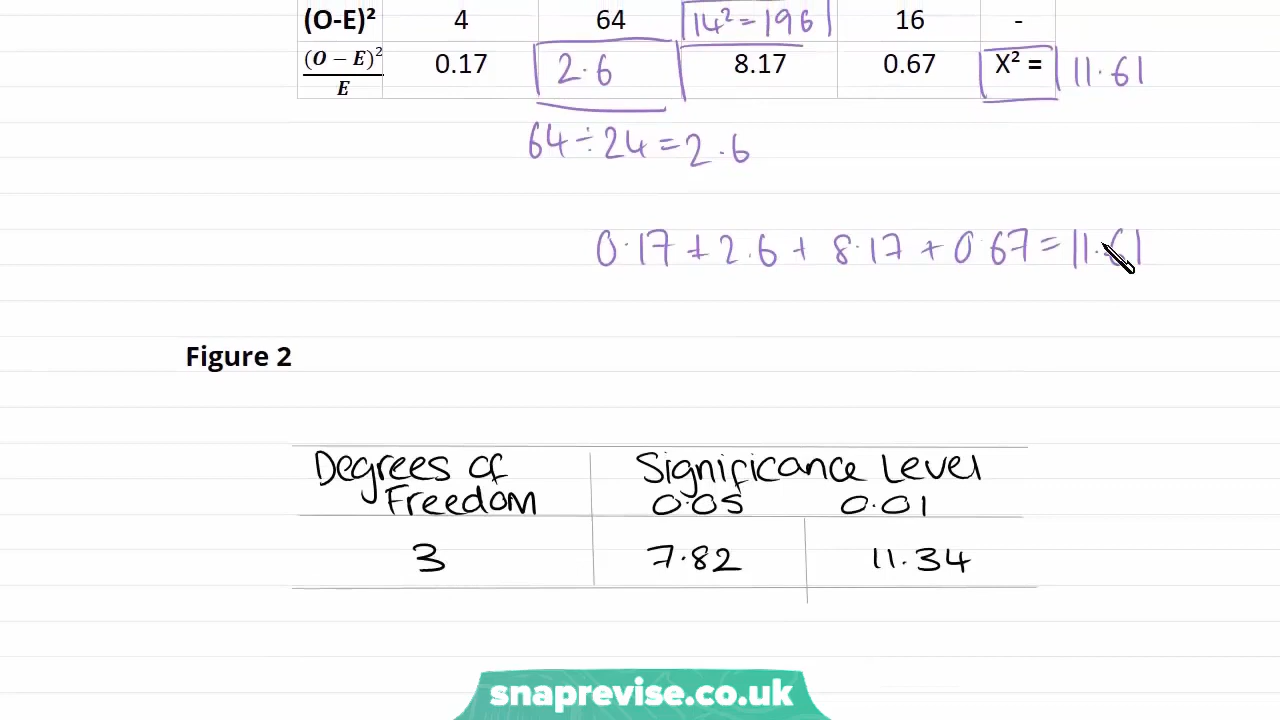 (O-E)² 4 64 14² = 196 16 -
(O − E)²/E 0.17 2.6 8.17 0.67 X² = 11.61
64 ÷ 24 = 2.6
0.17 + 2.6 + 8.17 + 0.67 = 11.61
Figure 2
Degrees of Significance Level
Freedom 0.05 0.01
3 7.82 11.34
snaprevise.co.uk